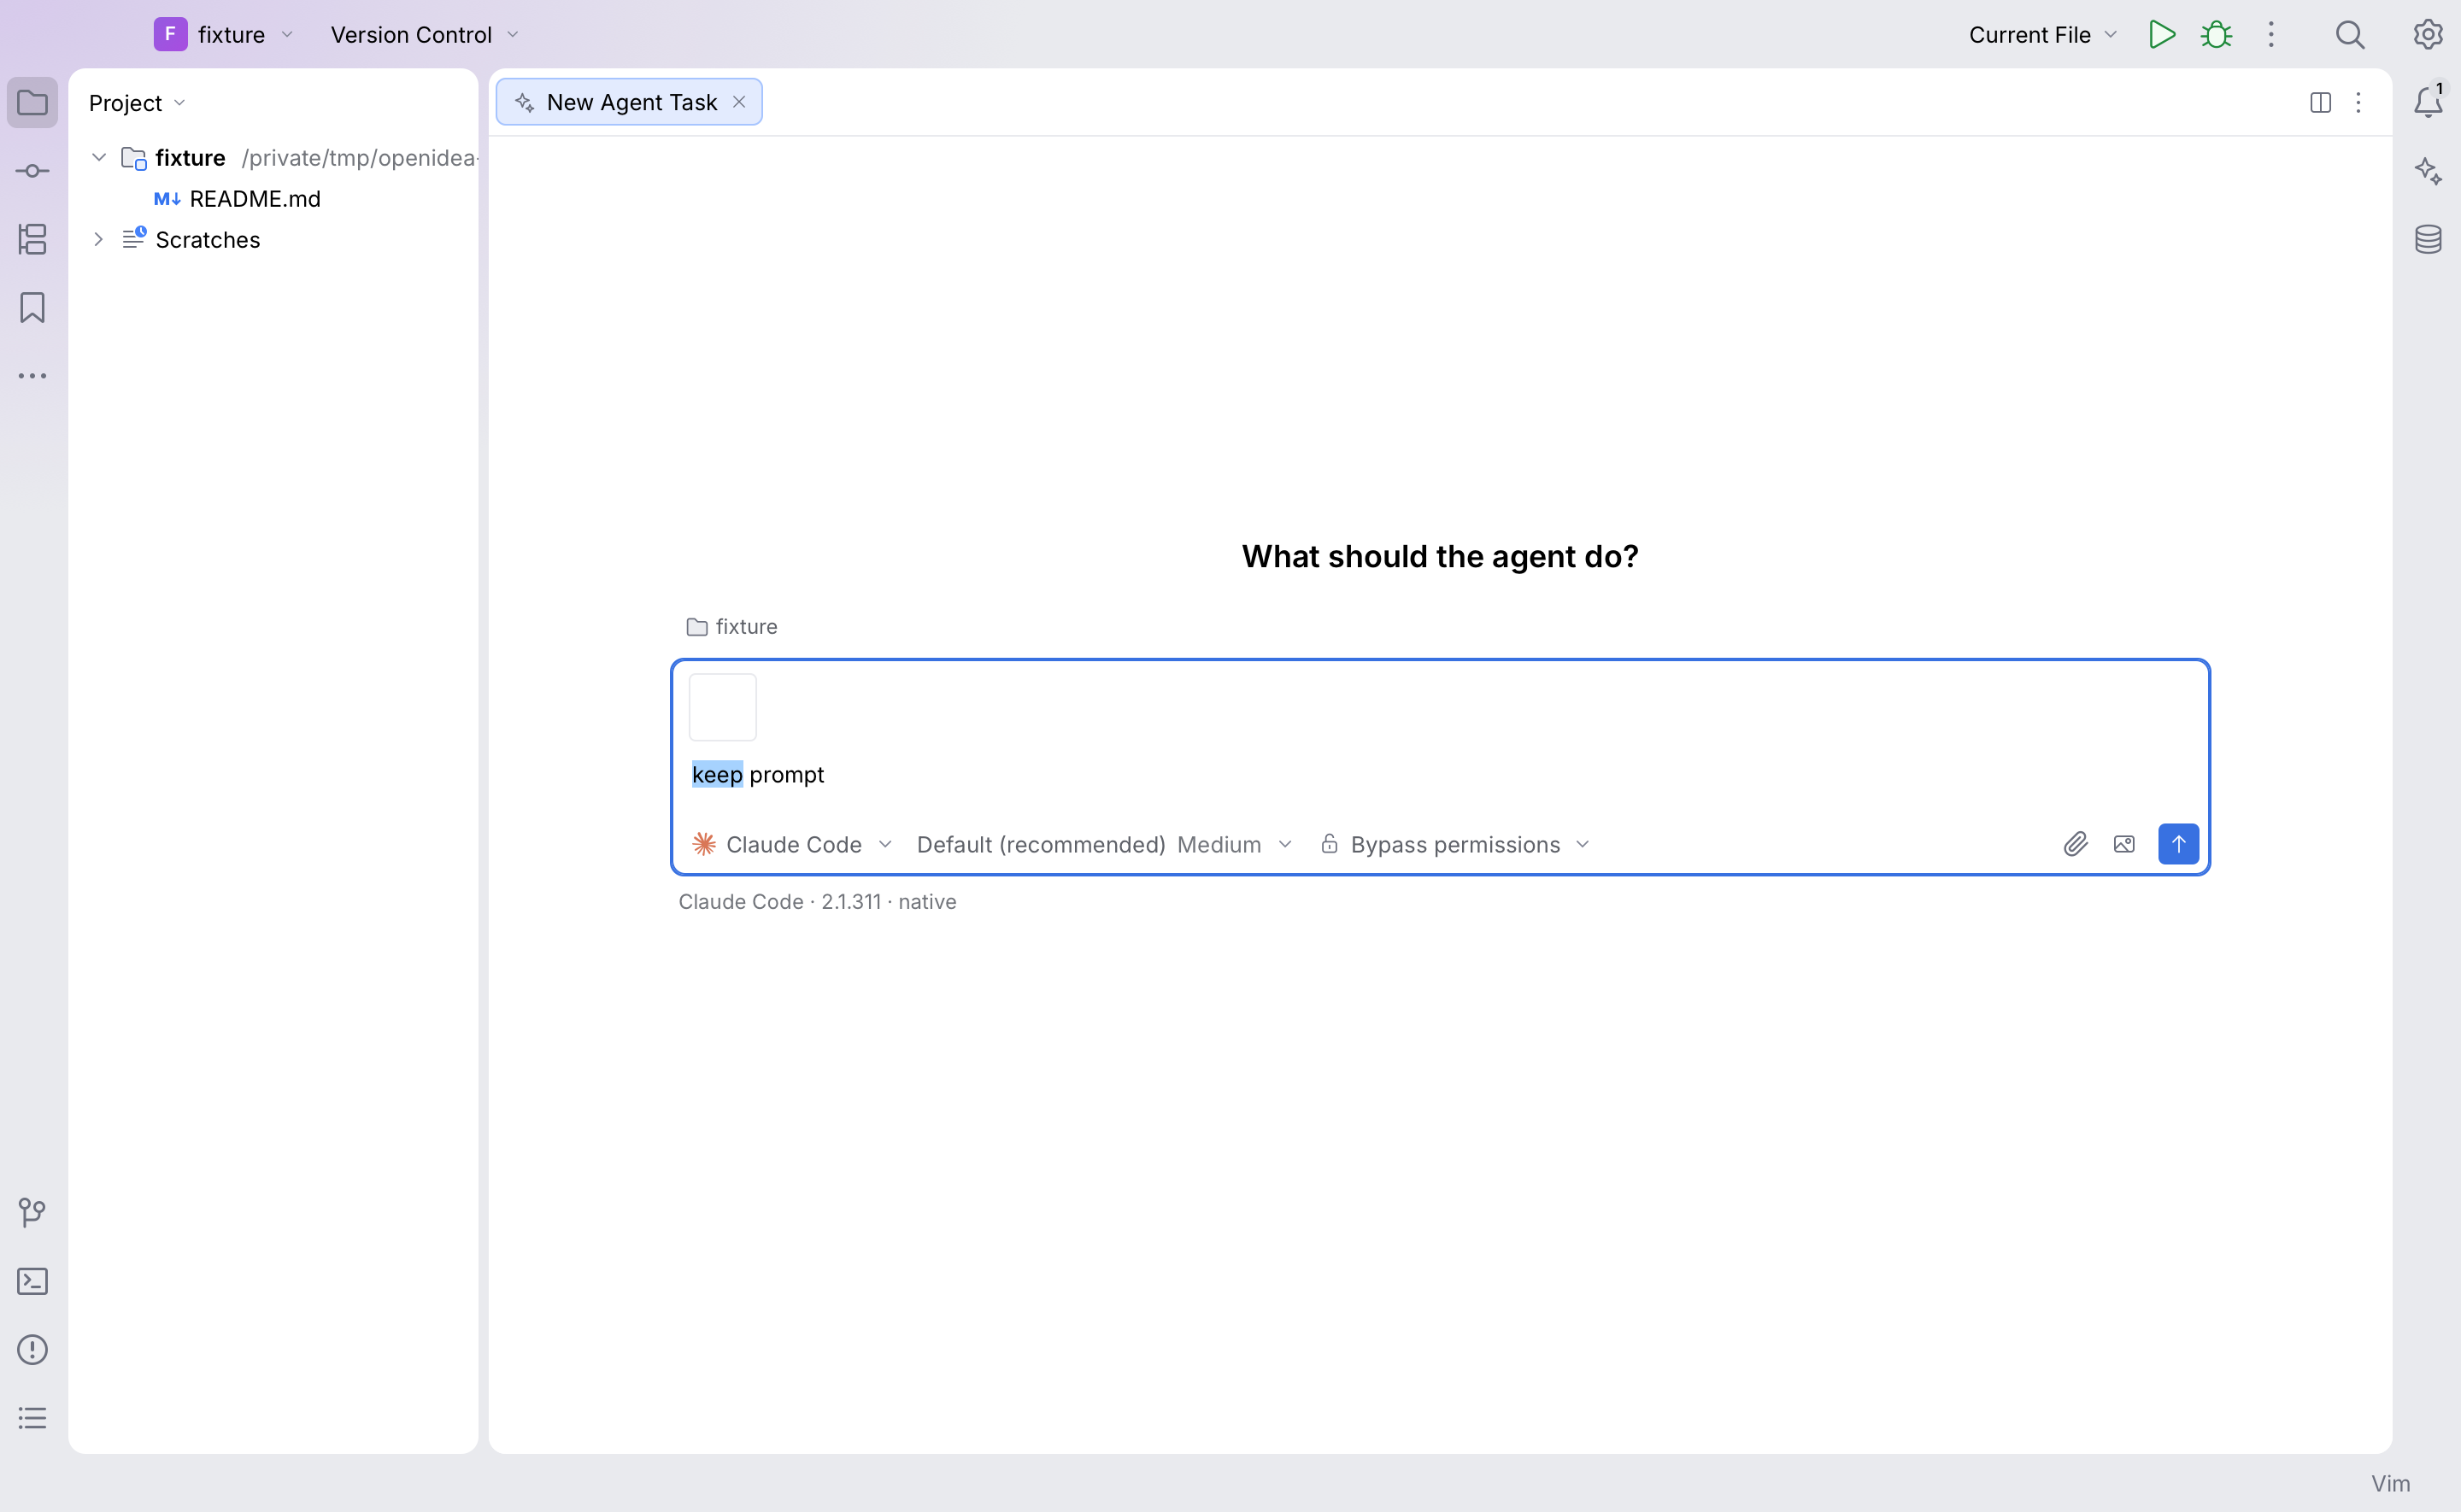 F fixture Version Control Current File
Project New Agent Task 1
fixture /private/tmp/openidea-
M↓ README.md
Scratches
What should the agent do?
fixture
keep prompt
Claude Code Default (recommended) Medium Bypass permissions
Claude Code · 2.1.311 · native
Vim